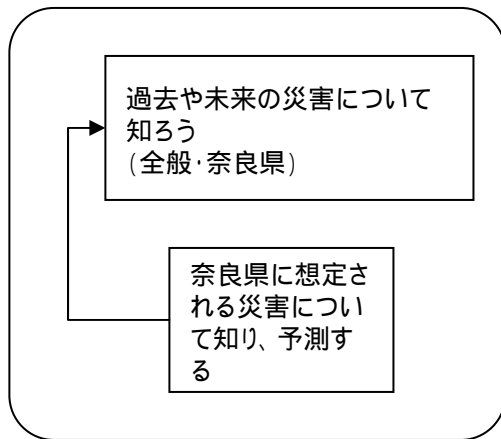 過去や未来の災害について
知ろう
(全般・奈良県)
奈良県に想定さ
れる災害につい
て知り、予測す
る